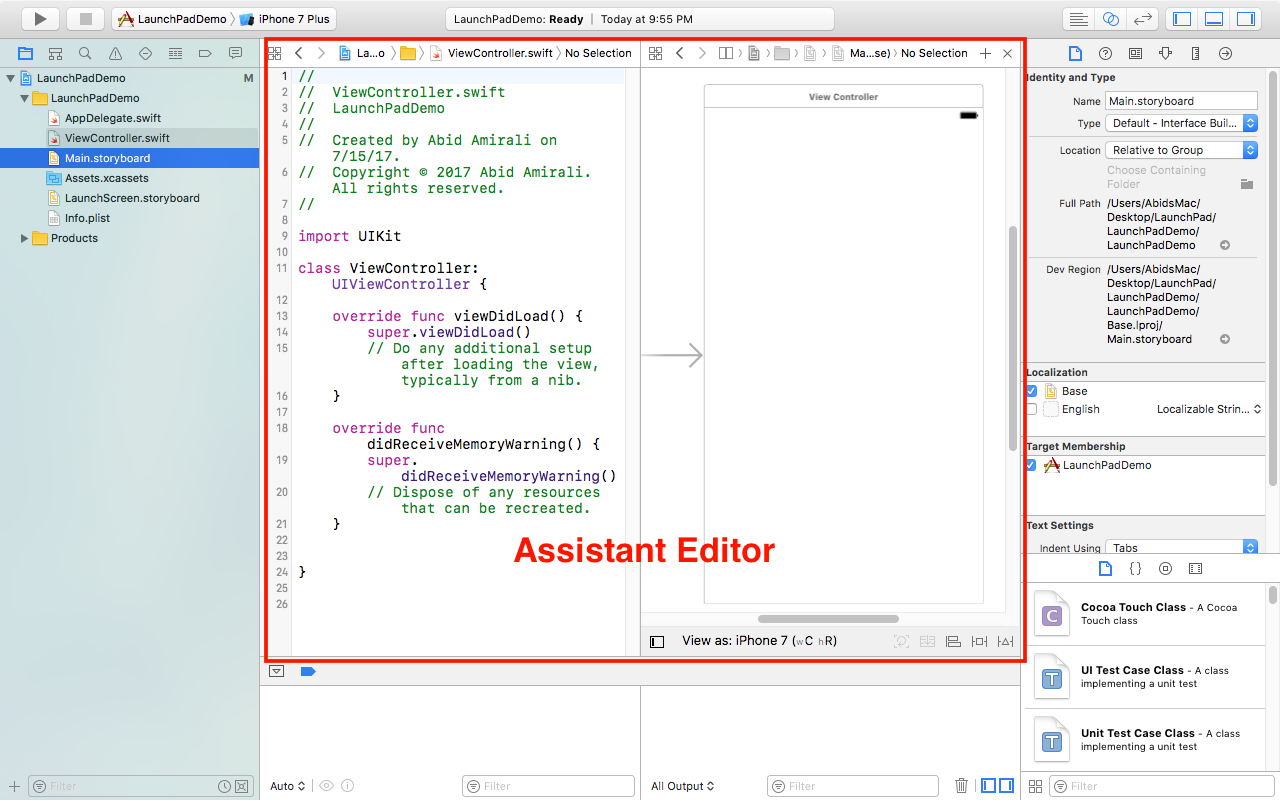 LaunchPadDemo
iPhone 7 Plus
LaunchPadDemo: Ready | Today at 9:55 PM
LaunchPadDemo M
LaunchPadDemo
AppDelegate.swift
ViewController.swift
Main.storyboard
Assets.xcassets
LaunchScreen.storyboard
Info.plist
Products
Filter
La...o
ViewController.swift
No Selection
1 //
2 //  ViewController.swift
3 //  LaunchPadDemo
4 //
5 //  Created by Abid Amirali on
7/15/17.
6 //  Copyright © 2017 Abid Amirali.
All rights reserved.
7 //
8
9 import UIKit
10
11 class ViewController:
UIViewController {
12
13 override func viewDidLoad() {
14 super.viewDidLoad()
15 // Do any additional setup
after loading the view,
typically from a nib.
16 }
17
18 override func
didReceiveMemoryWarning() {
19 super.
didReceiveMemoryWarning()
20 // Dispose of any resources
that can be recreated.
21 }
22
23
24 }
25
26
Ma...se)
No Selection
View Controller
Assistant Editor
View as: iPhone 7 (wC hR)
Auto
Filter
All Output
Filter
Identity and Type
Name Main.storyboard
Type Default - Interface Buil...
Location Relative to Group
Choose Containing
Folder
Full Path /Users/AbidsMac/
Desktop/LaunchPad/
LaunchPadDemo/
LaunchPadDemo
Dev Region /Users/AbidsMac/
Desktop/LaunchPad/
LaunchPadDemo/
LaunchPadDemo/
Base.lproj/
Main.storyboard
Localization
Base
English Localizable Strin...
Target Membership
LaunchPadDemo
Text Settings
Indent Using Tabs
{}
C
Cocoa Touch Class - A Cocoa
Touch class
T
UI Test Case Class - A class
implementing a unit test
T
Unit Test Case Class - A class
implementing a unit test
Filter